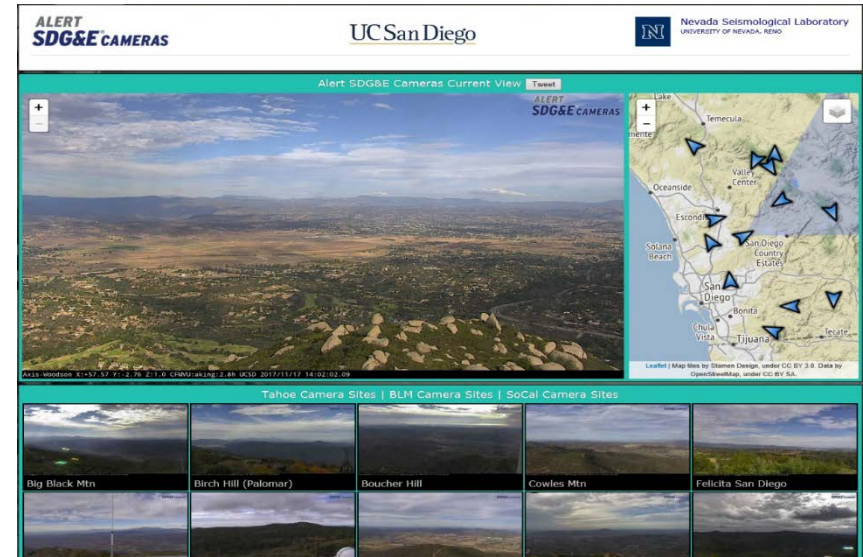 ALERT
SDG&E CAMERAS
UC San Diego
N
Nevada Seismological Laboratory
UNIVERSITY OF NEVADA, RENO
Alert SDG&E Cameras Current View Tweet
+
−
ALERT
SDG&E CAMERAS
+
−
Lake
Temecula
mente
Valley
Center
Oceanside
Escondi
Solana
Beach
San Diego
Country
Estates
San
Diego
Bonita
Chula
Vista
Tijuana
Tecate
Leaflet | Map tiles by Stamen Design, under CC BY 3.0. Data by
OpenStreetMap, under CC BY SA.
Axis-Woodson X:+57.57 Y:-2.76 Z:1.0 UCSD 2017/11/17 14:02:02.09
Tahoe Camera Sites | BLM Camera Sites | SoCal Camera Sites
Big Black Mtn
Birch Hill (Palomar)
Boucher Hill
Cowles Mtn
Felicita San Diego